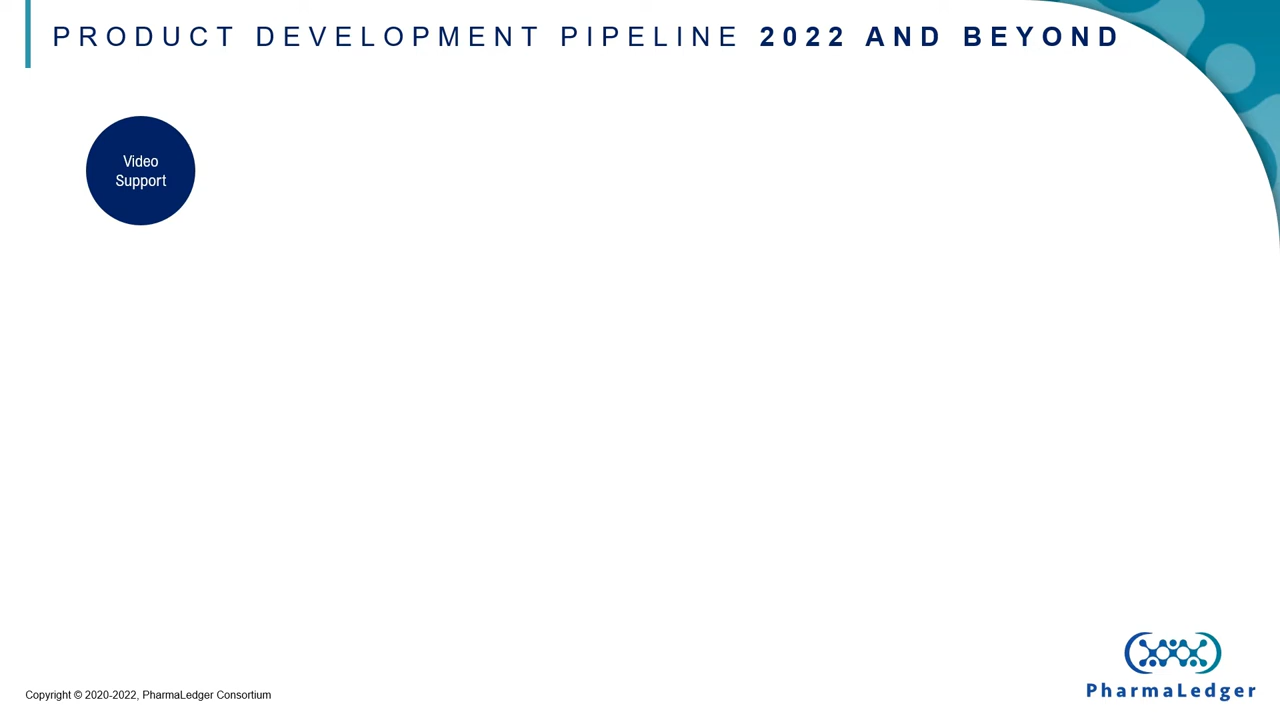 PRODUCT DEVELOPMENT PIPELINE 2022 AND BEYOND
Video
Support
PharmaLedger
Copyright © 2020-2022, PharmaLedger Consortium